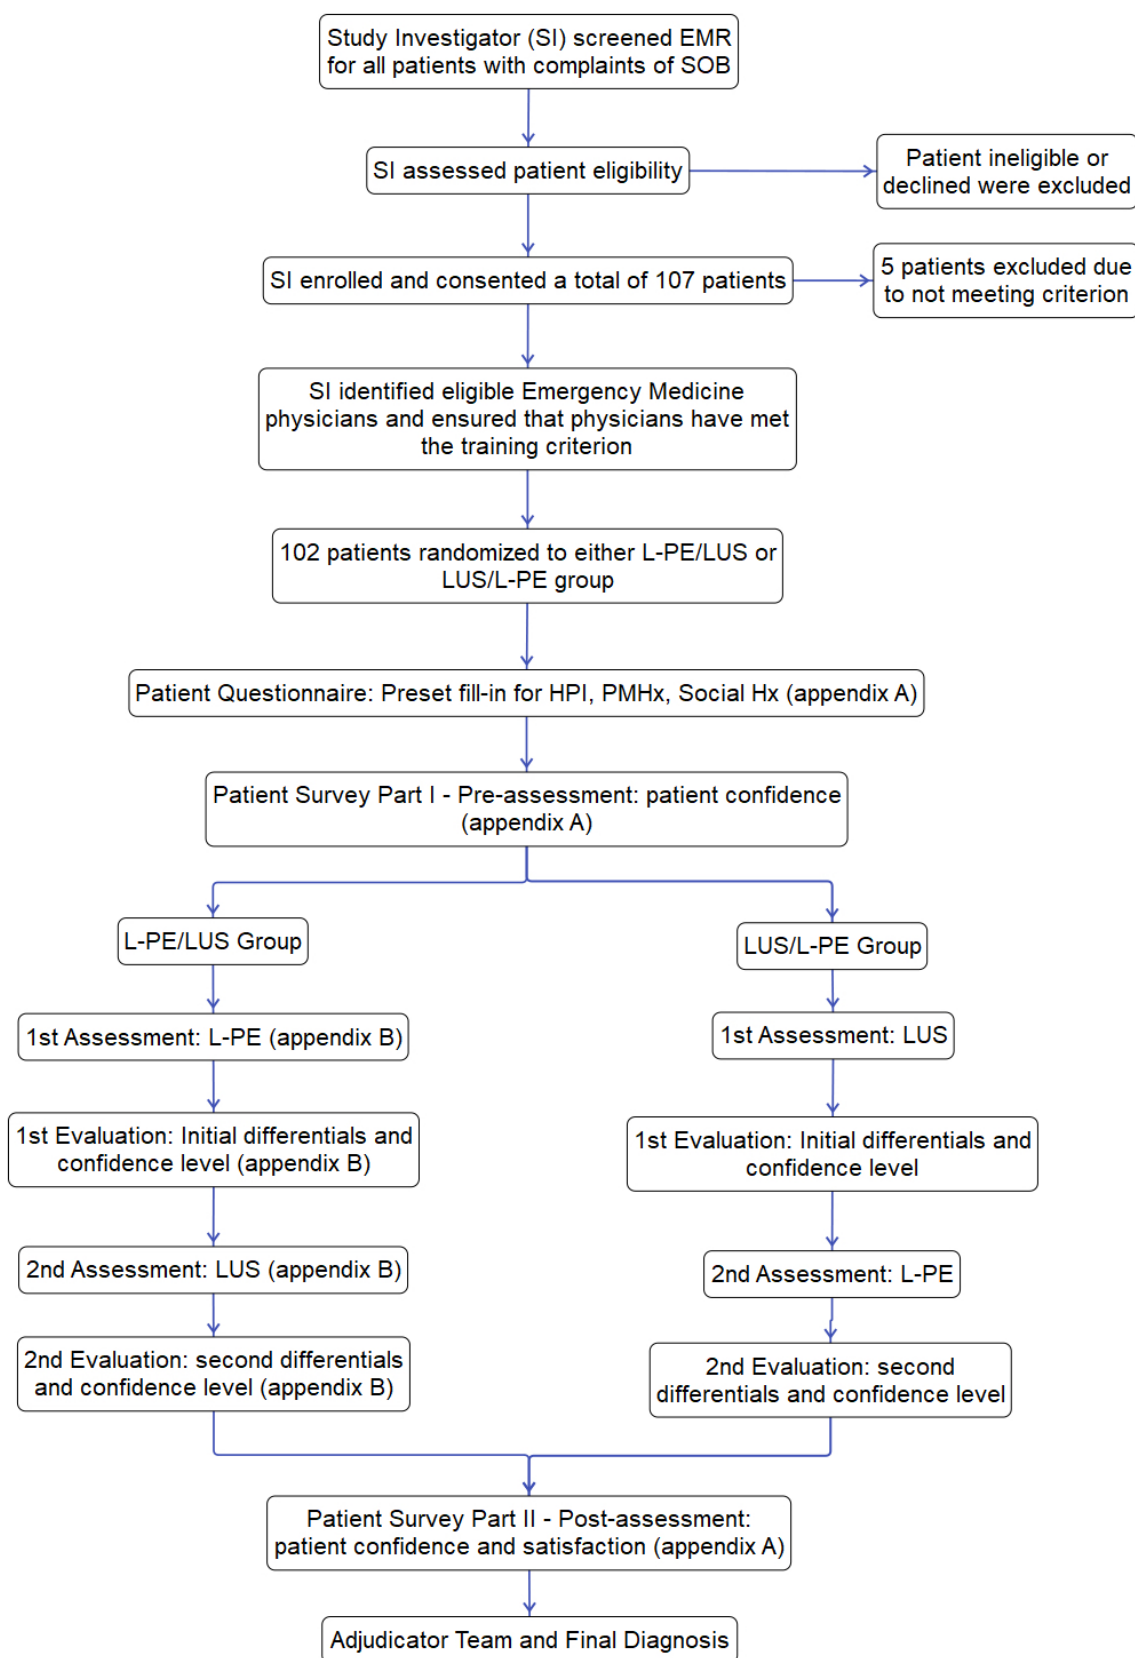 Study Investigator (SI) screened EMR
for all patients with complaints of SOB
SI assessed patient eligibility
Patient ineligible or
declined were excluded
SI enrolled and consented a total of 107 patients
5 patients excluded due
to not meeting criterion
SI identified eligible Emergency Medicine
physicians and ensured that physicians have met
the training criterion
102 patients randomized to either L-PE/LUS or
LUS/L-PE group
Patient Questionnaire: Preset fill-in for HPI, PMHx, Social Hx (appendix A)
Patient Survey Part I - Pre-assessment: patient confidence
(appendix A)
L-PE/LUS Group
1st Assessment: L-PE (appendix B)
1st Evaluation: Initial differentials and
confidence level (appendix B)
2nd Assessment: LUS (appendix B)
2nd Evaluation: second differentials
and confidence level (appendix B)
LUS/L-PE Group
1st Assessment: LUS
1st Evaluation: Initial differentials and
confidence level
2nd Assessment: L-PE
2nd Evaluation: second
differentials and confidence level
Patient Survey Part II - Post-assessment:
patient confidence and satisfaction (appendix A)
Adjudicator Team and Final Diagnosis